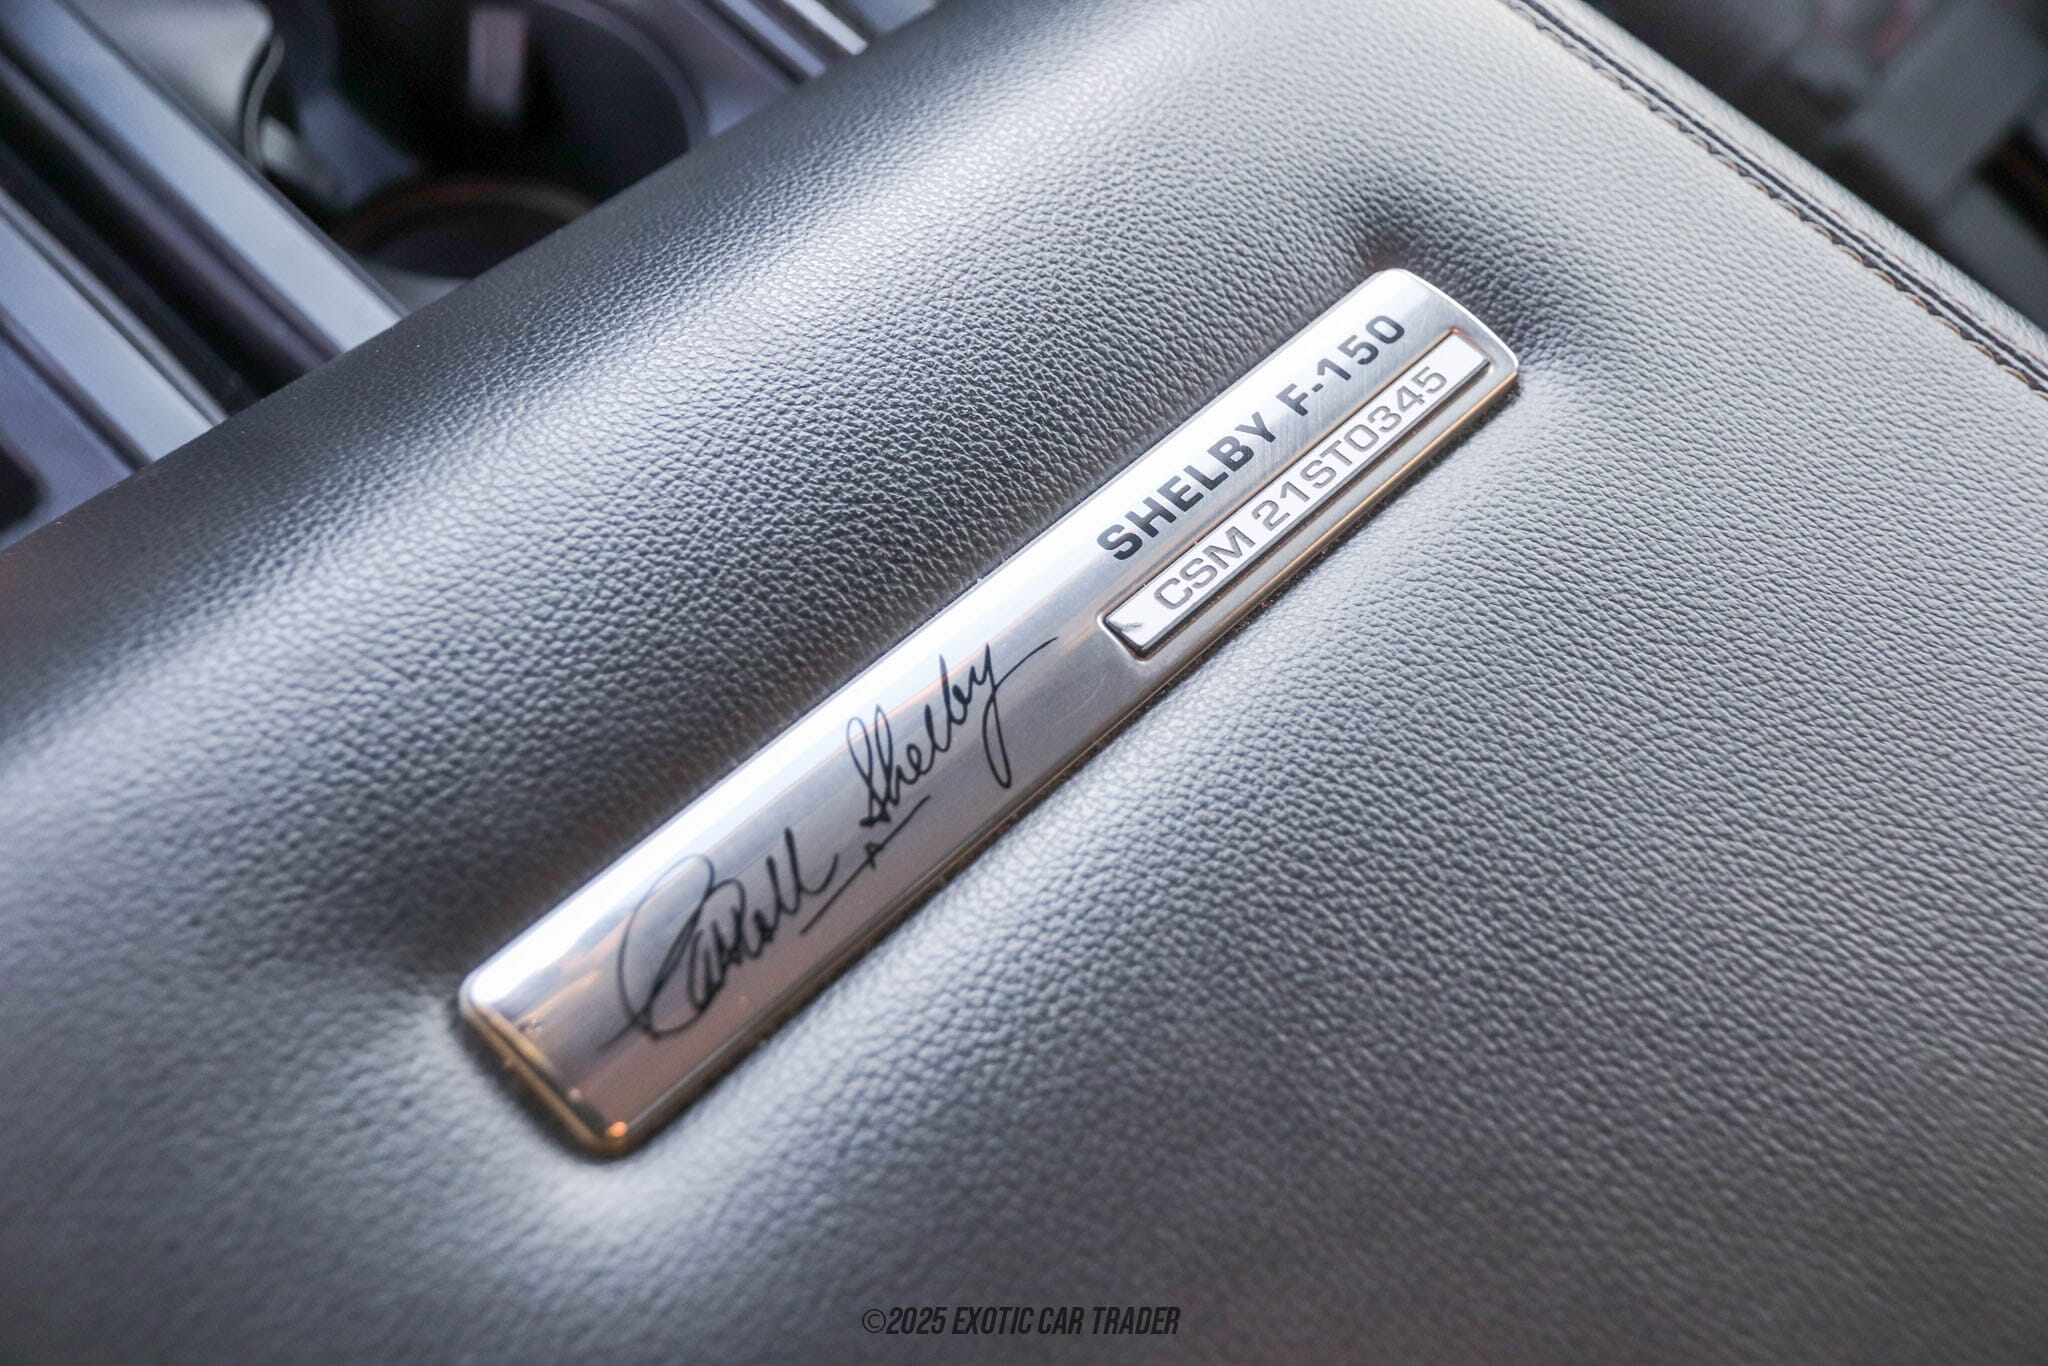 SHELBY F-150
CSM 21ST0345
Carroll Shelby
©2025 EXOTIC CAR TRADER